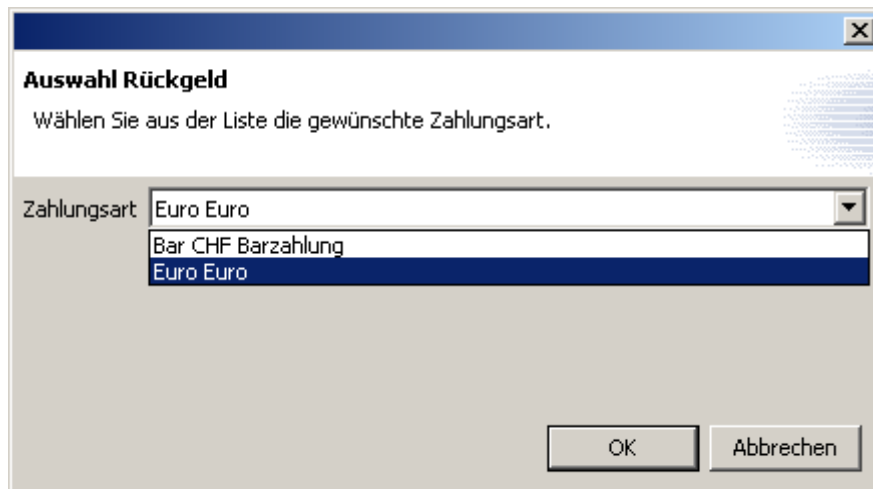 Auswahl Rückgeld
Wählen Sie aus der Liste die gewünschte Zahlungsart.
Zahlungsart Euro Euro
Bar CHF Barzahlung
Euro Euro
OK Abbrechen